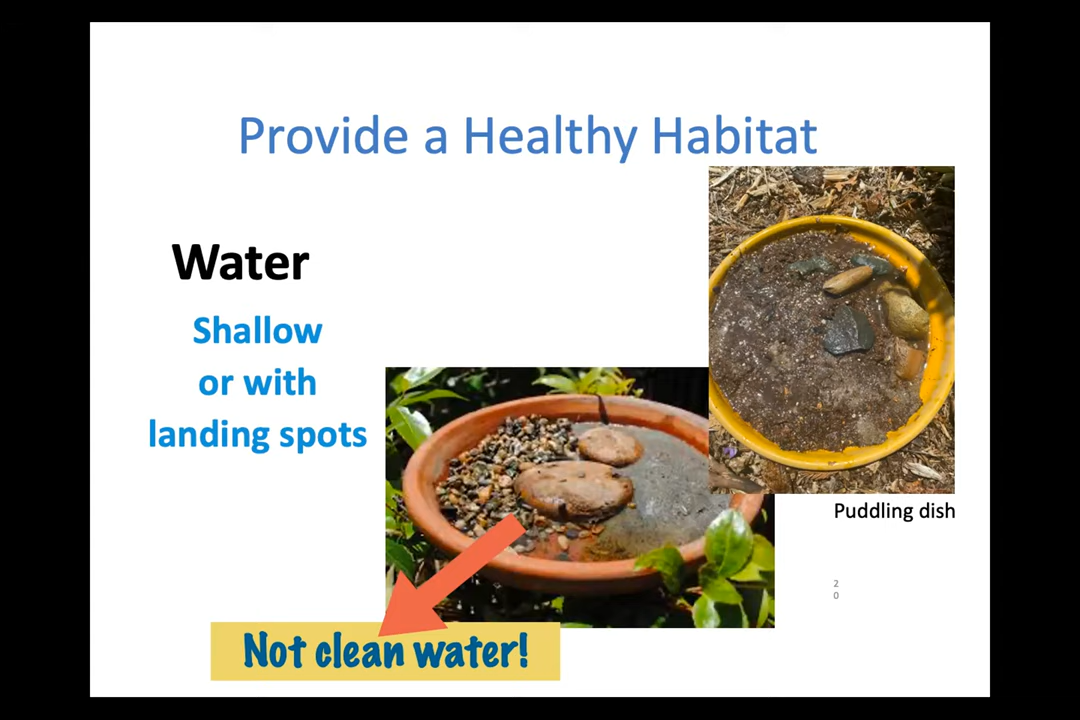 Provide a Healthy Habitat
Water
Shallow
or with
landing spots
Puddling dish
2
0
Not clean water!